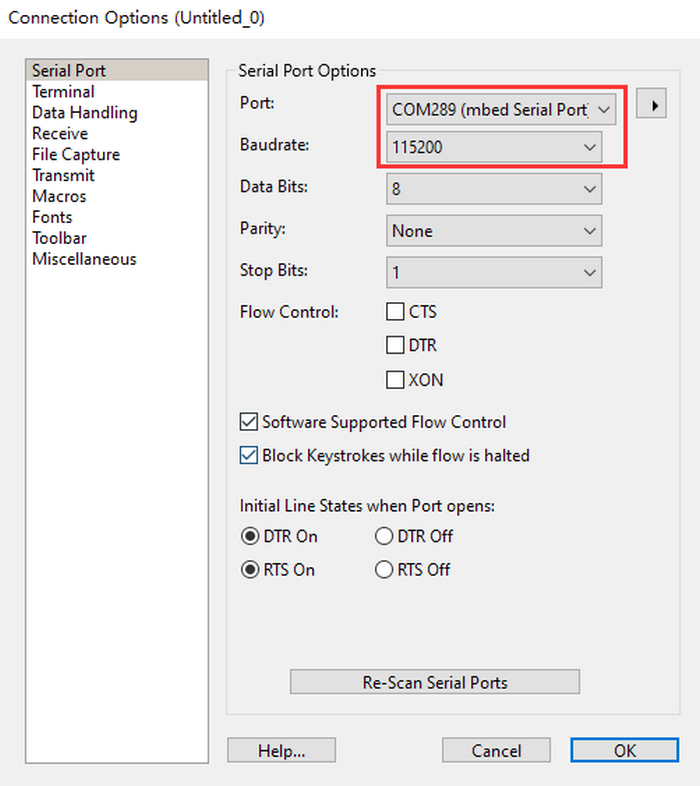 Connection Options (Untitled_0)
Serial Port
Terminal
Data Handling
Receive
File Capture
Transmit
Macros
Fonts
Toolbar
Miscellaneous
Serial Port Options
Port:
COM289 (mbed Serial Port)
Baudrate:
115200
Data Bits:
8
Parity:
None
Stop Bits:
1
Flow Control:
CTS
DTR
XON
Software Supported Flow Control
Block Keystrokes while flow is halted
Initial Line States when Port opens:
DTR On
DTR Off
RTS On
RTS Off
Re-Scan Serial Ports
Help...
Cancel
OK